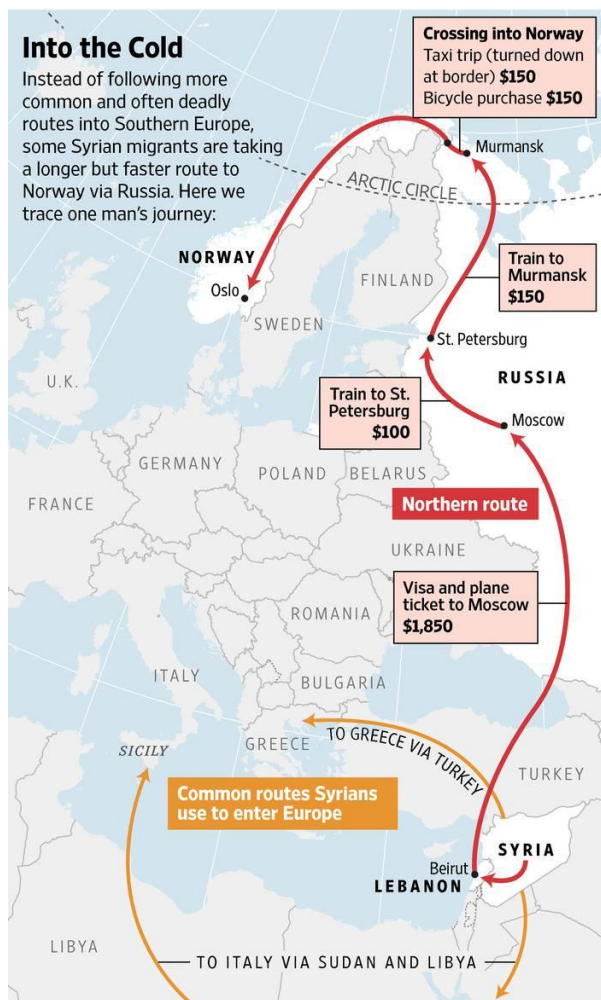 Into the Cold
Instead of following more
common and often deadly
routes into Southern Europe,
some Syrian migrants are taking
a longer but faster route to
Norway via Russia. Here we
trace one man's journey:
Crossing into Norway
Taxi trip (turned down
at border) $150
Bicycle purchase $150
Murmansk
ARCTIC CIRCLE
NORWAY
Oslo
FINLAND
SWEDEN
Train to
Murmansk
$150
St. Petersburg
RUSSIA
U.K.
Train to St.
Petersburg
$100
Moscow
GERMANY
POLAND
BELARUS
FRANCE
Northern route
UKRAINE
Visa and plane
ticket to Moscow
$1,850
ROMANIA
ITALY
BULGARIA
SICILY
GREECE
TO GREECE VIA TURKEY
TURKEY
Common routes Syrians
use to enter Europe
SYRIA
Beirut
LEBANON
LIBYA
TO ITALY VIA SUDAN AND LIBYA